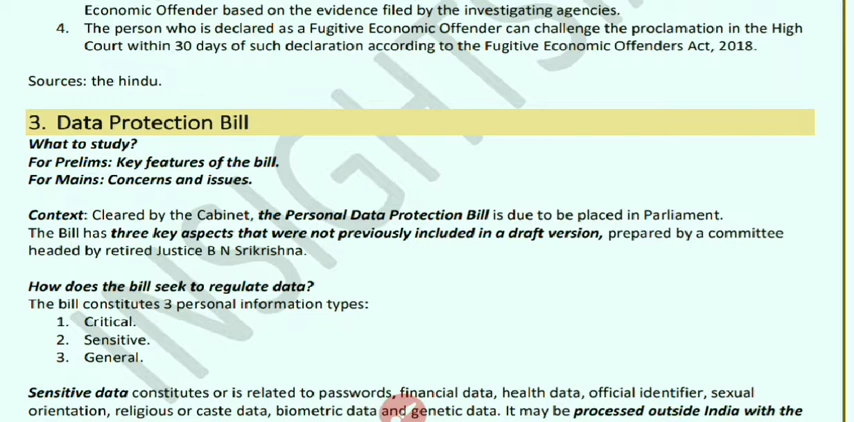 Economic Offender based on the evidence filed by the investigating agencies.
4. The person who is declared as a Fugitive Economic Offender can challenge the proclamation in the High
Court within 30 days of such declaration according to the Fugitive Economic Offenders Act, 2018.
Sources: the hindu.
3. Data Protection Bill
What to study?
For Prelims: Key features of the bill.
For Mains: Concerns and issues.
Context: Cleared by the Cabinet, the Personal Data Protection Bill is due to be placed in Parliament.
The Bill has three key aspects that were not previously included in a draft version, prepared by a committee
headed by retired Justice B N Srikrishna.
How does the bill seek to regulate data?
The bill constitutes 3 personal information types:
1. Critical.
2. Sensitive.
3. General.
Sensitive data constitutes or is related to passwords, financial data, health data, official identifier, sexual
orientation, religious or caste data, biometric data and genetic data. It may be processed outside India with the
INSIGHTS